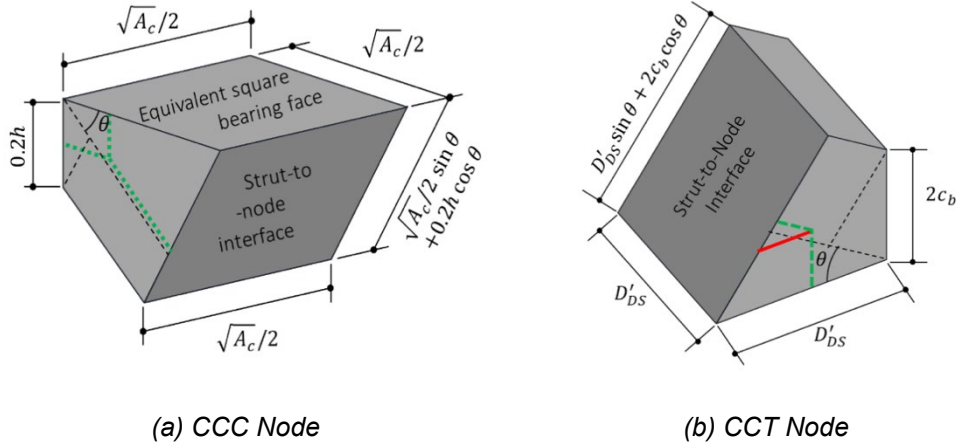 √A_c/2
√A_c/2
Equivalent square
bearing face
0.2h
θ
Strut-to
-node
interface
√A_c/2 sin θ
+0.2h cos θ
√A_c/2
(a) CCC Node
D'_DS sin θ + 2c_b cos θ
Strut-to-Node
Interface
2c_b
θ
D'_DS
D'_DS
(b) CCT Node